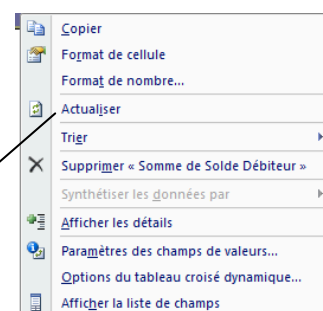 Copier
Format de cellule
Format de nombre...
Actualiser
Trier
Supprimer « Somme de Solde Débiteur »
Synthétiser les données par
Afficher les détails
Paramètres des champs de valeurs...
Options du tableau croisé dynamique...
Afficher la liste de champs